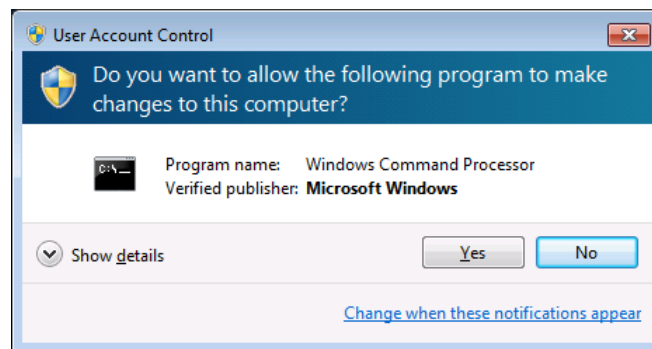 User Account Control
Do you want to allow the following program to make
changes to this computer?
C:\_
Program name: Windows Command Processor
Verified publisher: Microsoft Windows
Show details
Yes
No
Change when these notifications appear